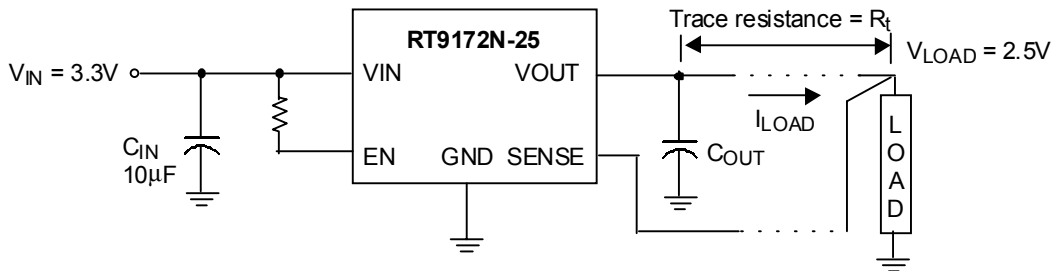 Trace resistance = Rt
RT9172N-25
VLOAD = 2.5V
VIN = 3.3V
VIN
VOUT
ILOAD
CIN
10µF
EN
GND
SENSE
COUT
LOAD